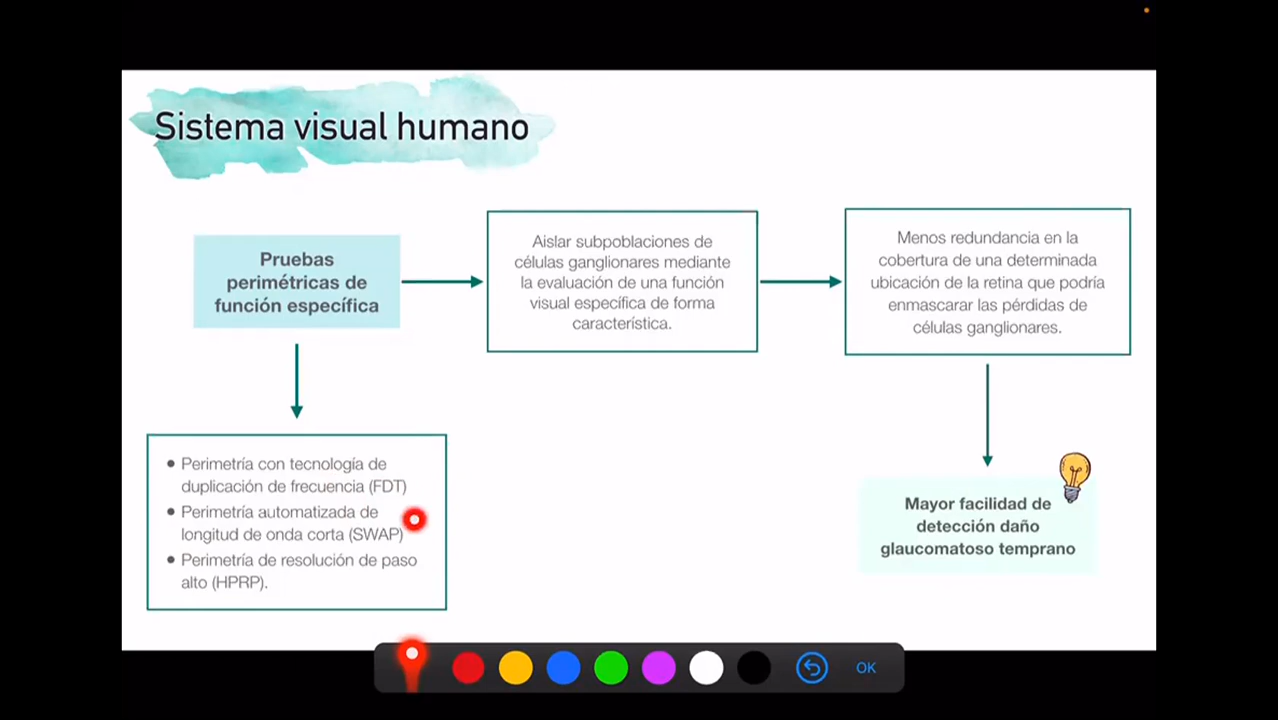 Sistema visual humano
Pruebas
perimétricas de
función específica
Aislar subpoblaciones de
células ganglionares mediante
la evaluación de una función
visual específica de forma
característica.
Menos redundancia en la
cobertura de una determinada
ubicación de la retina que podría
enmascarar las pérdidas de
células ganglionares.
• Perimetría con tecnología de
duplicación de frecuencia (FDT)
• Perimetría automatizada de
longitud de onda corta (SWAP)
• Perimetría de resolución de paso
alto (HPRP).
Mayor facilidad de
detección daño
glaucomatoso temprano
OK